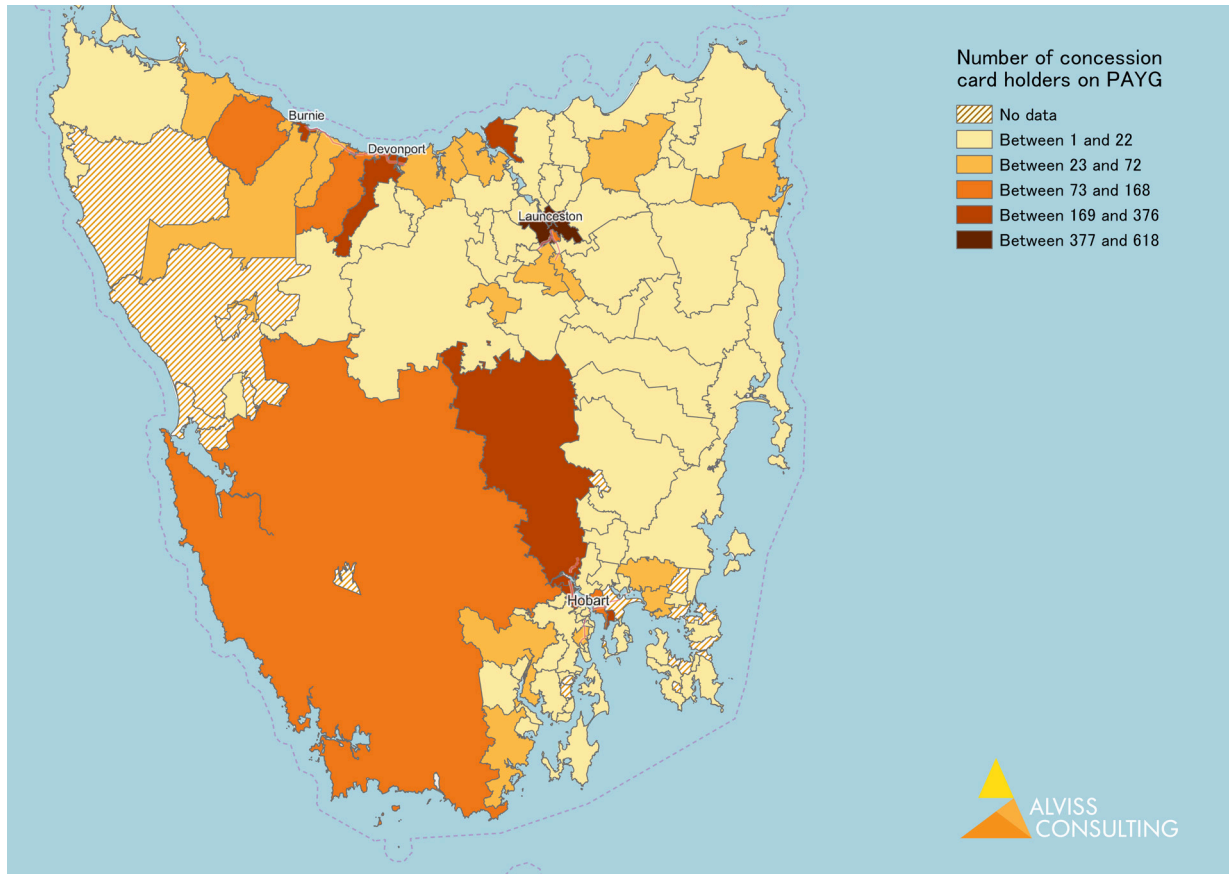 Number of concession
card holders on PAYG
No data
Between 1 and 22
Between 23 and 72
Between 73 and 168
Between 169 and 376
Between 377 and 618
Burnie
Devonport
Launceston
Hobart
ALVISS
CONSULTING